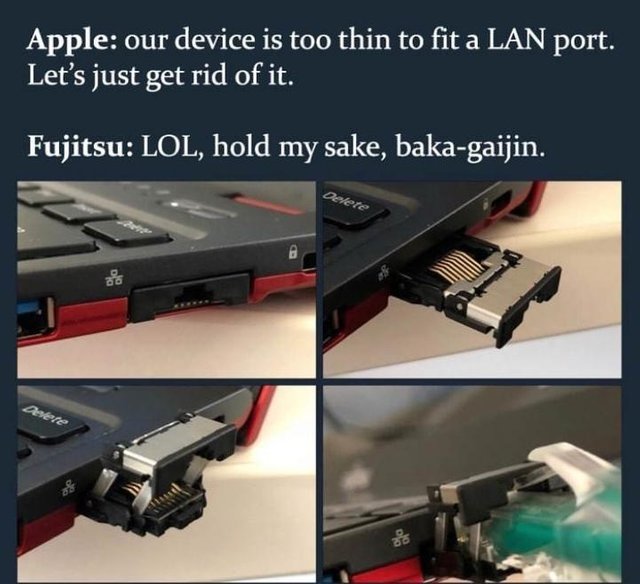 Apple: our device is too thin to fit a LAN port.
Let's just get rid of it.
Fujitsu: LOL, hold my sake, baka-gaijin.
Delete
Delete
Delete